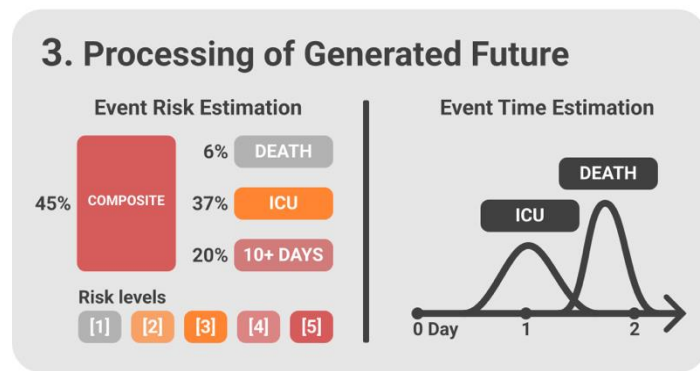 3. Processing of Generated Future
Event Risk Estimation
45%
COMPOSITE
6% DEATH
37% ICU
20% 10+ DAYS
Risk levels
[1] [2] [3] [4] [5]
Event Time Estimation
DEATH
ICU
0 Day 1 2